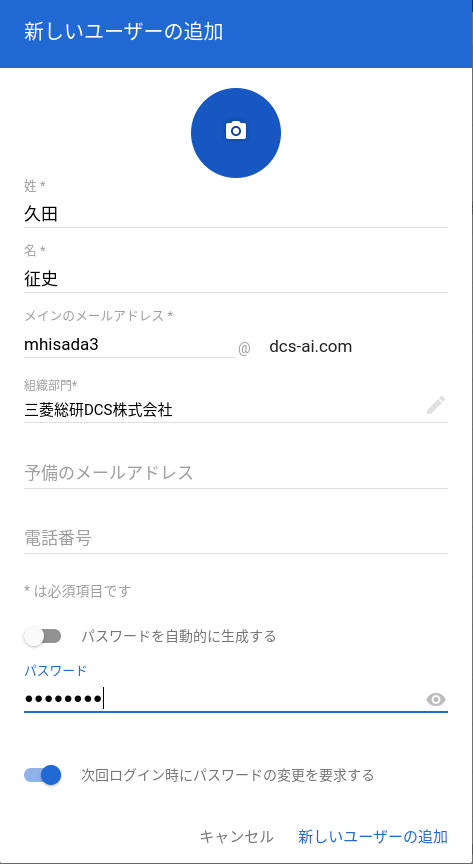 新しいユーザーの追加
姓 *
久田
名 *
征史
メインのメールアドレス *
mhisada3 @ dcs-ai.com
組織部門*
三菱総研DCS株式会社
予備のメールアドレス
電話番号
* は必須項目です
パスワードを自動的に生成する
パスワード
••••••••
次回ログイン時にパスワードの変更を要求する
キャンセル 新しいユーザーの追加